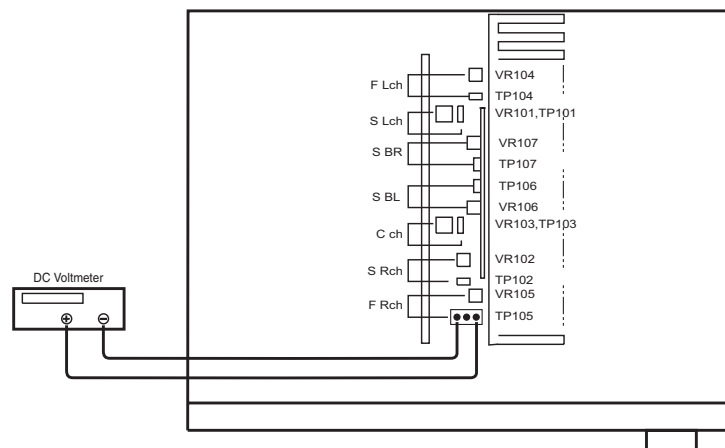 F Lch
VR104
TP104
S Lch
VR101,TP101
S BR
VR107
TP107
S BL
TP106
VR106
C ch
VR103,TP103
S Rch
VR102
TP102
F Rch
VR105
TP105
DC Voltmeter
+ −